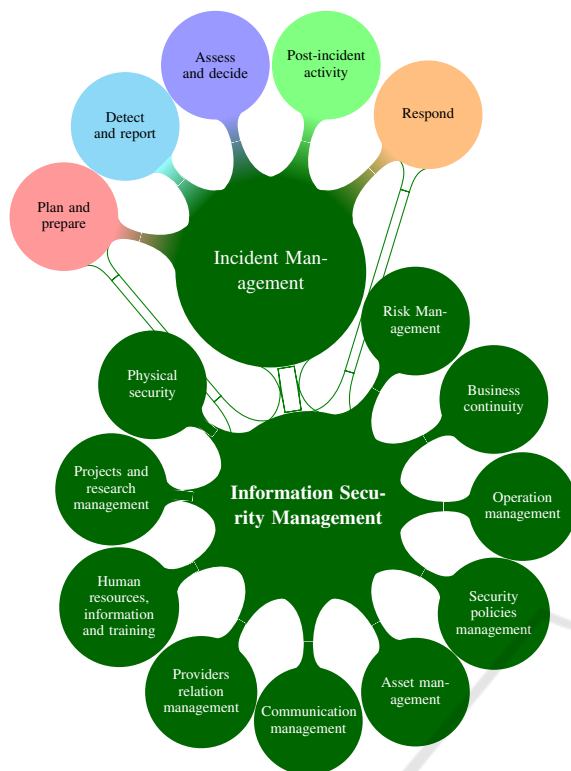 Assess
and decide
Post-incident
activity
Detect
and report
Respond
Plan and
prepare
Incident Man-
agement
Risk Man-
agement
Physical
security
Business
continuity
Projects and
research
management
Information Secu-
rity Management
Operation
management
Human
resources,
information
and training
Security
policies
management
Providers
relation
management
Asset man-
agement
Communication
management